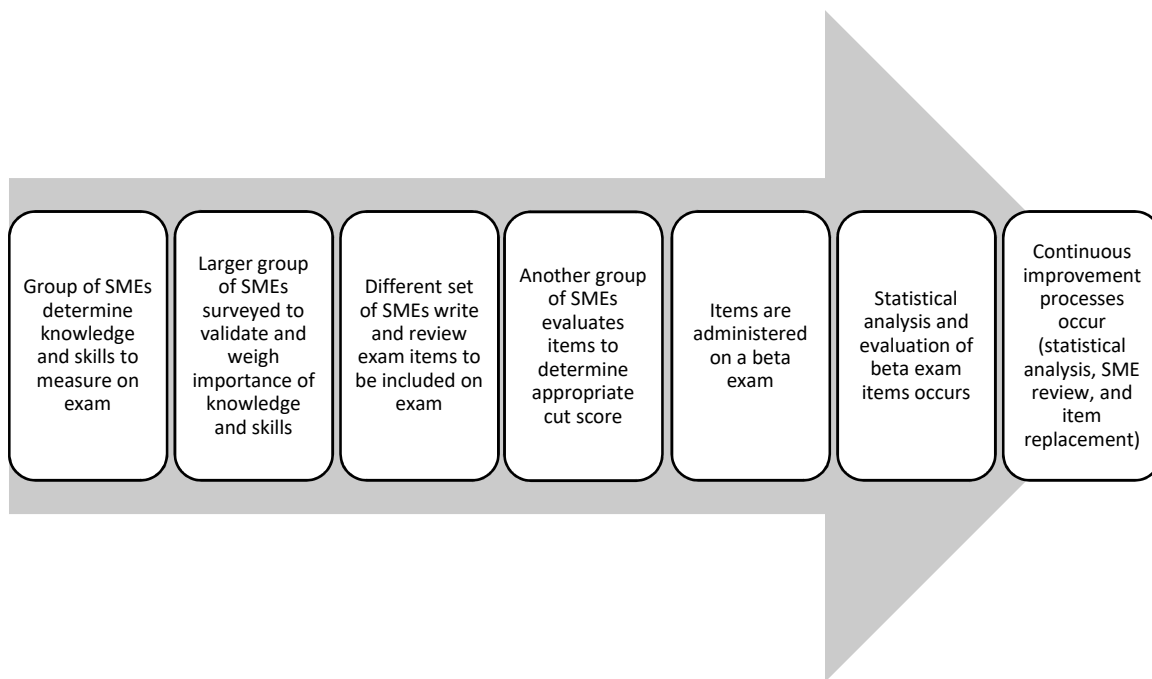 Group of SMEs
determine
knowledge
and skills to
measure on
exam
Larger group
of SMEs
surveyed to
validate and
weigh
importance of
knowledge
and skills
Different set
of SMEs write
and review
exam items to
be included on
exam
Another group
of SMEs
evaluates
items to
determine
appropriate
cut score
Items are
administered
on a beta
exam
Statistical
analysis and
evaluation of
beta exam
items occurs
Continuous
improvement
processes
occur
(statistical
analysis, SME
review, and
item
replacement)